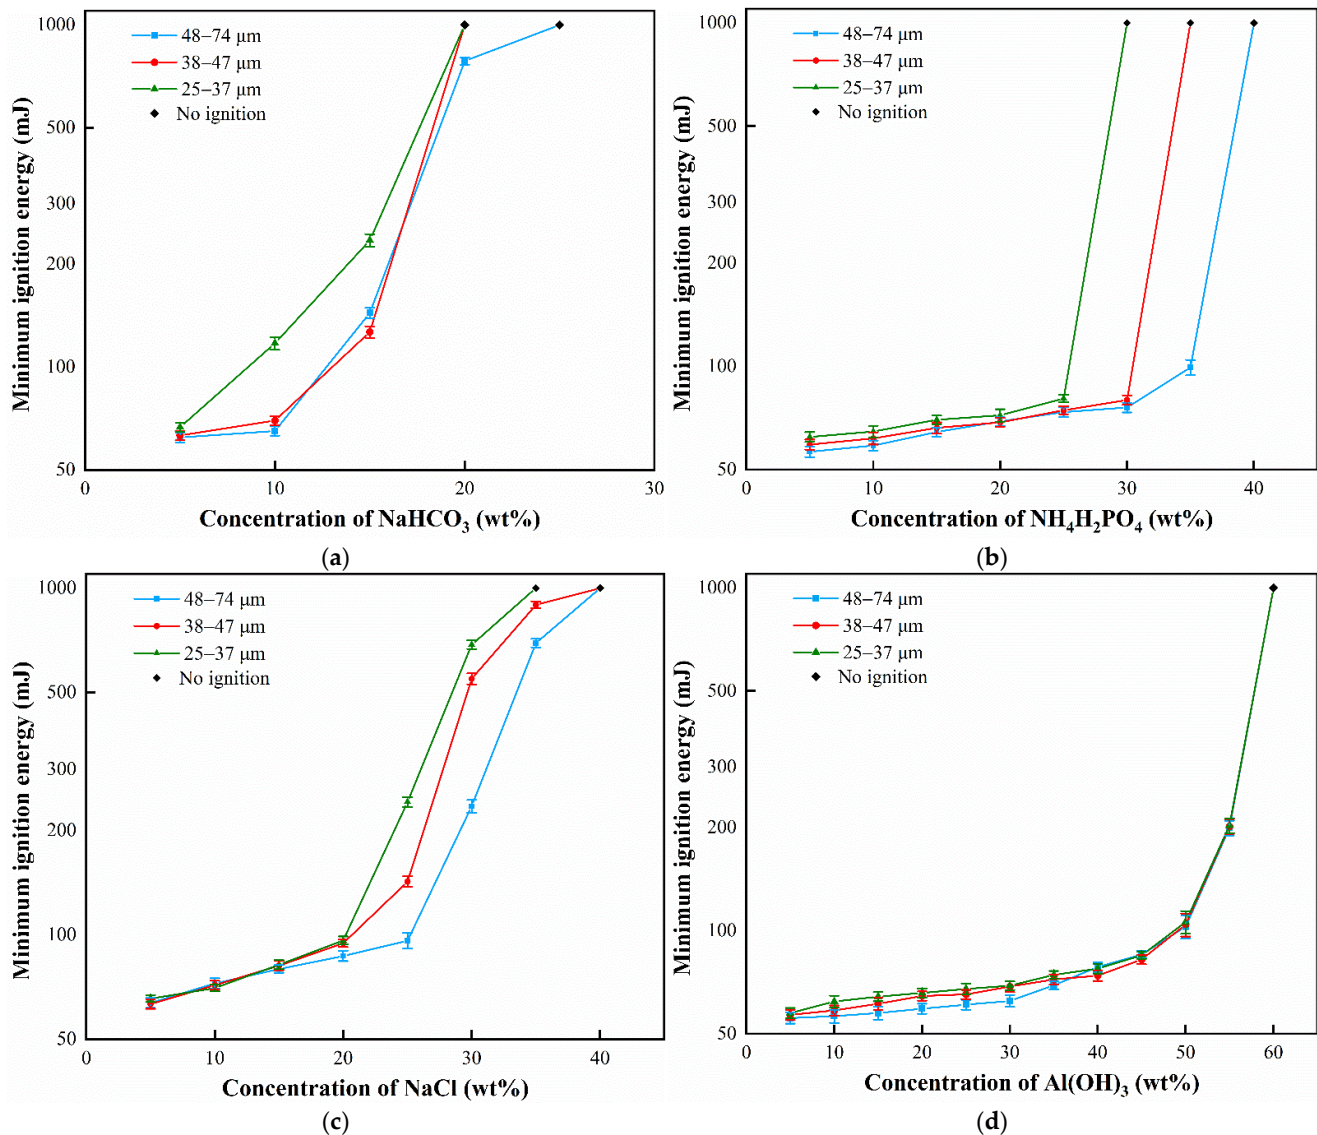 1000
500
300
200
100
50
0
10
20
30
48–74 μm
38–47 μm
25–37 μm
No ignition
Minimum ignition energy (mJ)
Concentration of NaHCO₃ (wt%)
(a)
1000
500
300
200
100
50
0
10
20
30
40
48–74 μm
38–47 μm
25–37 μm
No ignition
Minimum ignition energy (mJ)
Concentration of NH₄H₂PO₄ (wt%)
(b)
1000
500
300
200
100
50
0
10
20
30
40
48–74 μm
38–47 μm
25–37 μm
No ignition
Minimum ignition energy (mJ)
Concentration of NaCl (wt%)
(c)
1000
500
300
200
100
50
0
10
20
30
40
50
60
48–74 μm
38–47 μm
25–37 μm
No ignition
Minimum ignition energy (mJ)
Concentration of Al(OH)₃ (wt%)
(d)